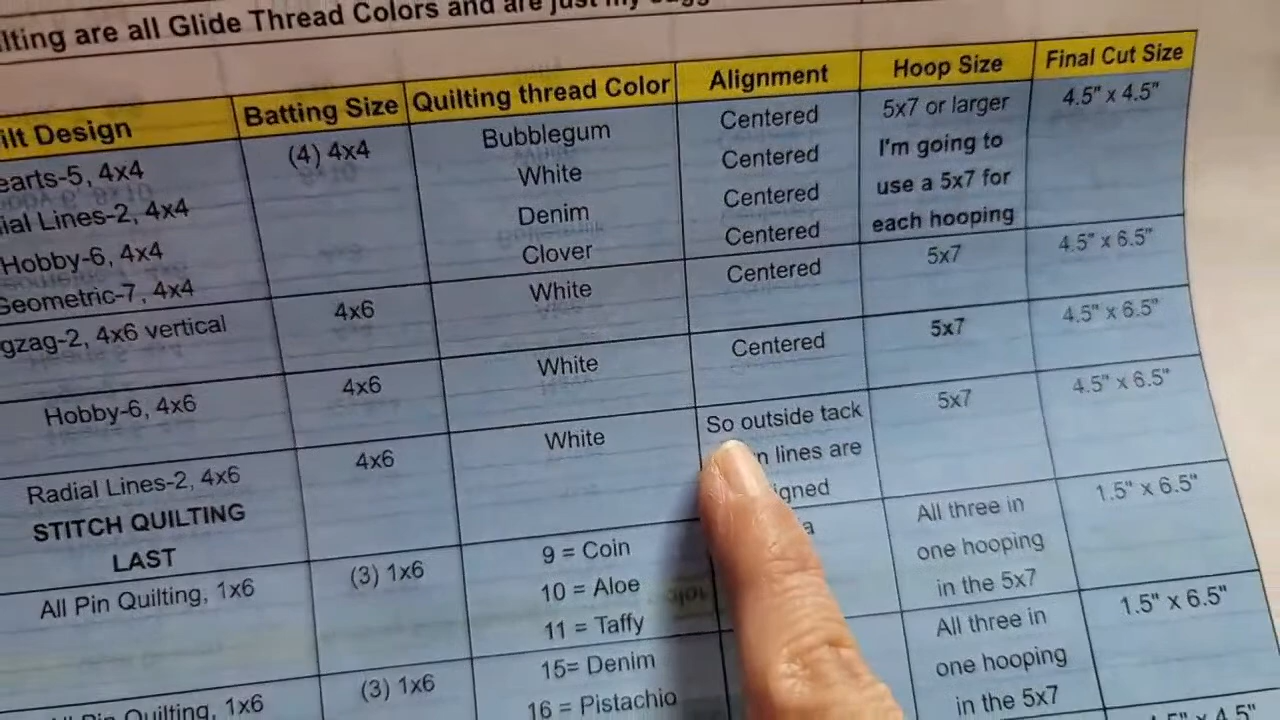 lting are all Glide Thread Colors and are just my
ilt Design Batting Size Quilting thread Color Alignment Hoop Size Final Cut Size
earts-5, 4x4 (4) 4x4 Bubblegum Centered 5x7 or larger 4.5" x 4.5"
ial Lines-2, 4x4 White Centered I'm going to
Hobby-6, 4x4 Denim Centered use a 5x7 for
Geometric-7, 4x4 Clover Centered each hooping
gzag-2, 4x6 vertical 4x6 White Centered 5x7 4.5" x 6.5"
Hobby-6, 4x6 4x6 White Centered 5x7 4.5" x 6.5"
Radial Lines-2, 4x6 4x6 White So outside tack 5x7 4.5" x 6.5"
STITCH QUILTING n lines are
LAST igned
All Pin Quilting, 1x6 (3) 1x6 9 = Coin a All three in 1.5" x 6.5"
10 = Aloe one hooping
11 = Taffy in the 5x7
Pin Quilting, 1x6 (3) 1x6 15= Denim All three in 1.5" x 6.5"
16 = Pistachio one hooping
in the 5x7
x 4.5"